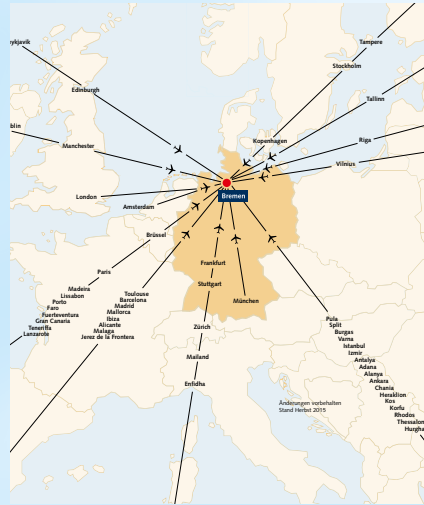 eykjavik
Tampere
Stockholm
Edinburgh
Tallinn
blin
Manchester
Kopenhagen
Riga
Vilnius
London
Amsterdam
Bremen
Brüssel
Frankfurt
Stuttgart
München
Paris
Madeira
Lissabon
Porto
Faro
Fuerteventura
Gran Canaria
Teneriffa
Lanzarote
Toulouse
Barcelona
Madrid
Mallorca
Ibiza
Alicante
Malaga
Jerez de la Frontera
Zürich
Mailand
Enfidha
Pula
Split
Burgas
Varna
Istanbul
Izmir
Antalya
Adana
Alanya
Ankara
Chania
Heraklion
Kos
Korfu
Rhodos
Thessalon
Hurgha
Änderungen vorbehalten
Stand Herbst 2015